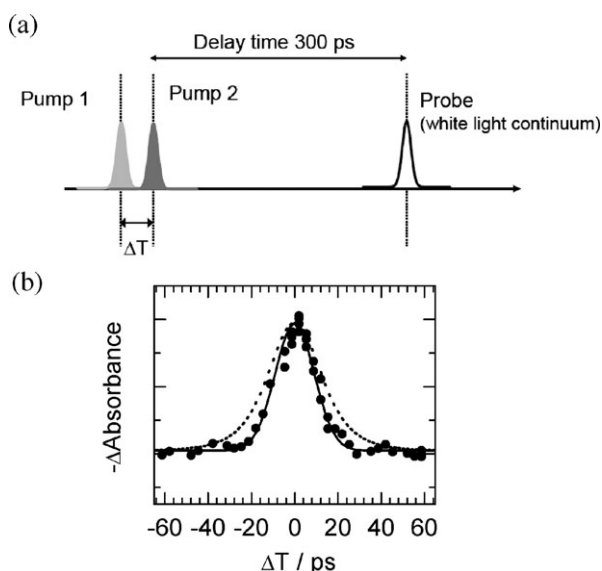 (a)
Delay time 300 ps
Pump 1
Pump 2
Probe
(white light continuum)
ΔT
(b)
-ΔAbsorbance
-60 -40 -20 0 20 40 60
ΔT / ps